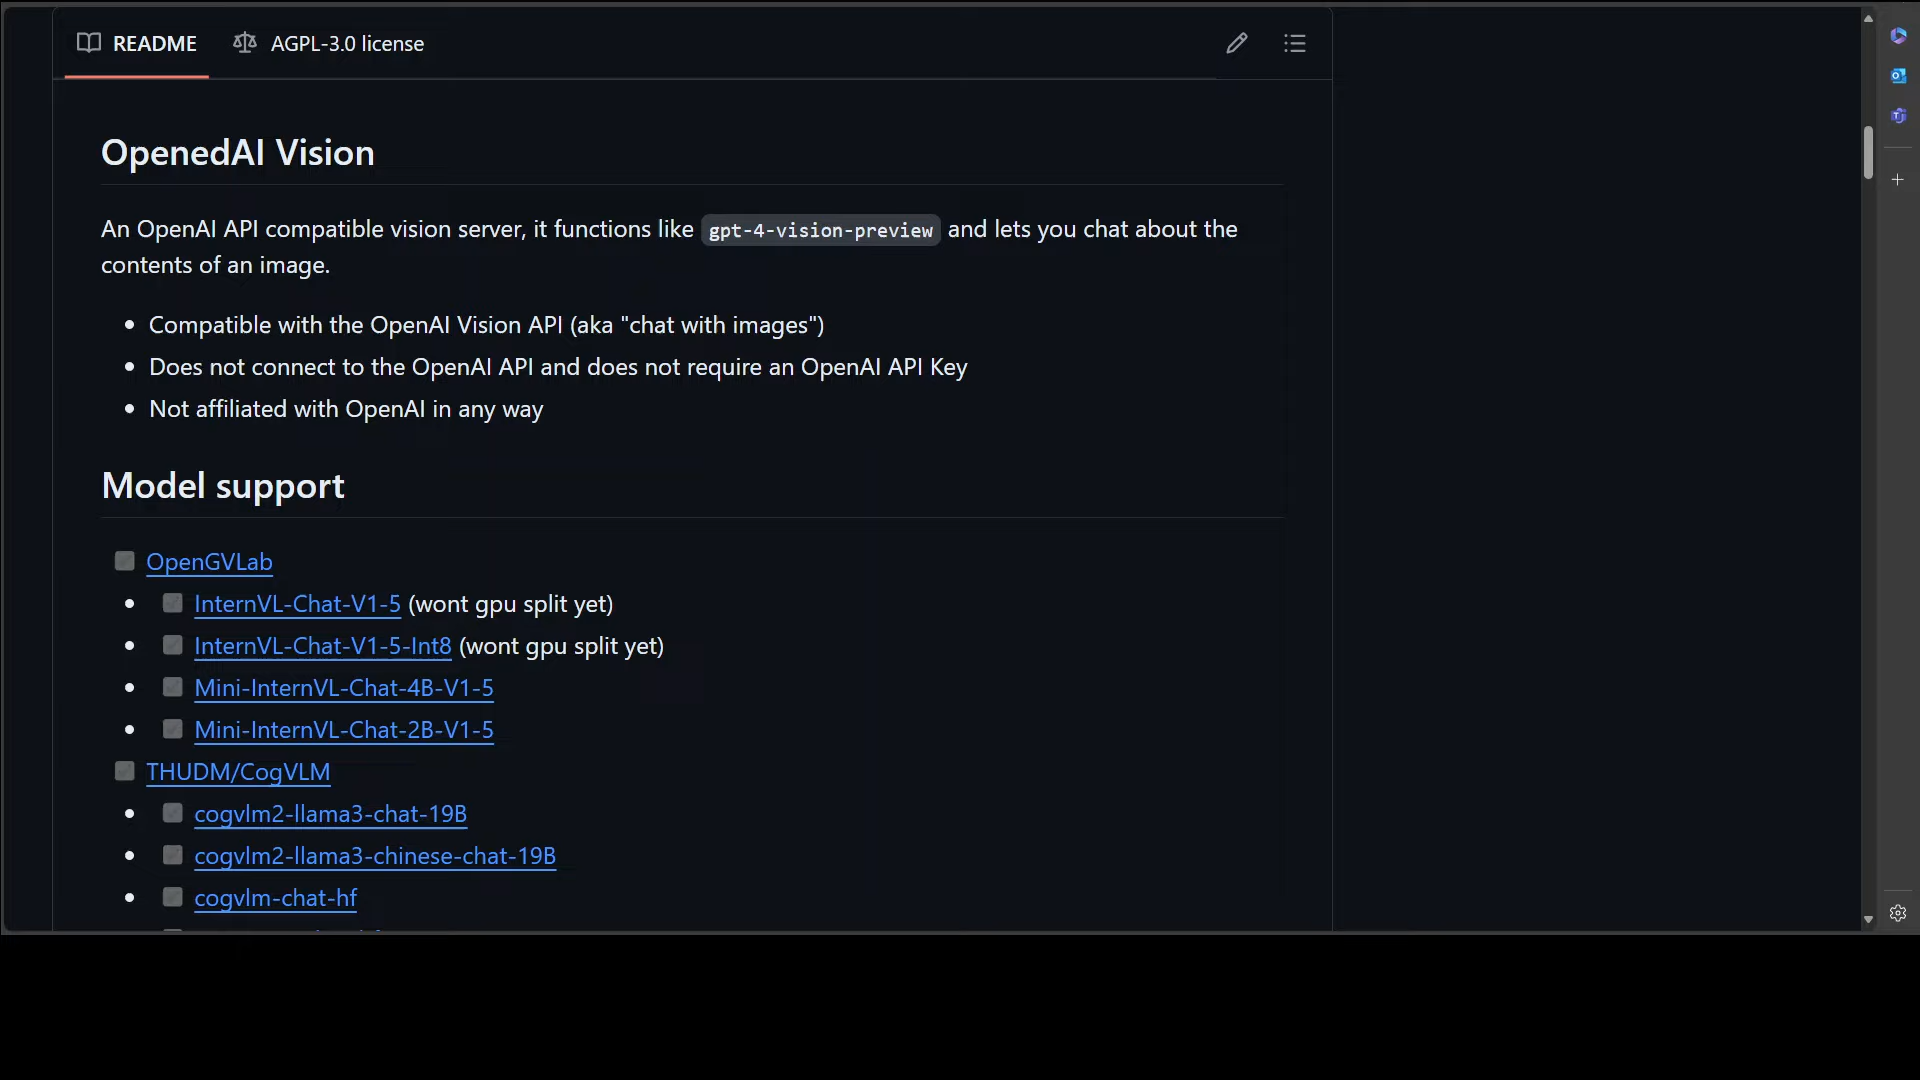 README
AGPL-3.0 license
OpenedAI Vision
An OpenAI API compatible vision server, it functions like gpt-4-vision-preview and lets you chat about the
contents of an image.
Compatible with the OpenAI Vision API (aka "chat with images")
Does not connect to the OpenAI API and does not require an OpenAI API Key
Not affiliated with OpenAI in any way
Model support
OpenGVLab
InternVL-Chat-V1-5 (wont gpu split yet)
InternVL-Chat-V1-5-Int8 (wont gpu split yet)
Mini-InternVL-Chat-4B-V1-5
Mini-InternVL-Chat-2B-V1-5
THUDM/CogVLM
cogvlm2-llama3-chat-19B
cogvlm2-llama3-chinese-chat-19B
cogvlm-chat-hf